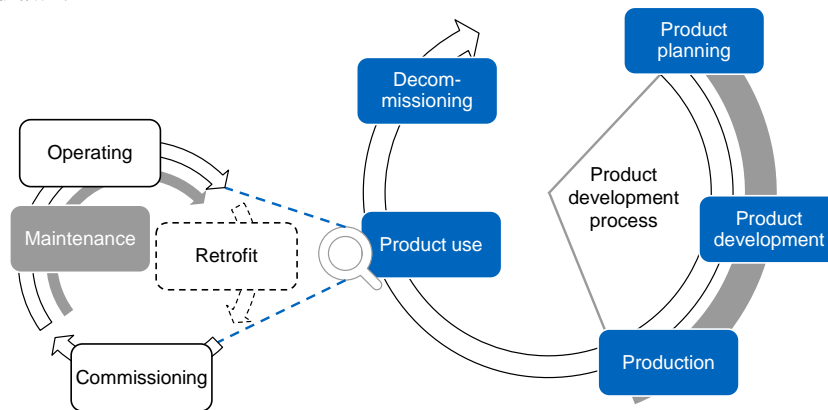 Product
planning
Decom-
missioning
Operating
Product
development
process
Maintenance
Retrofit
Product use
Product
development
Production
Commissioning